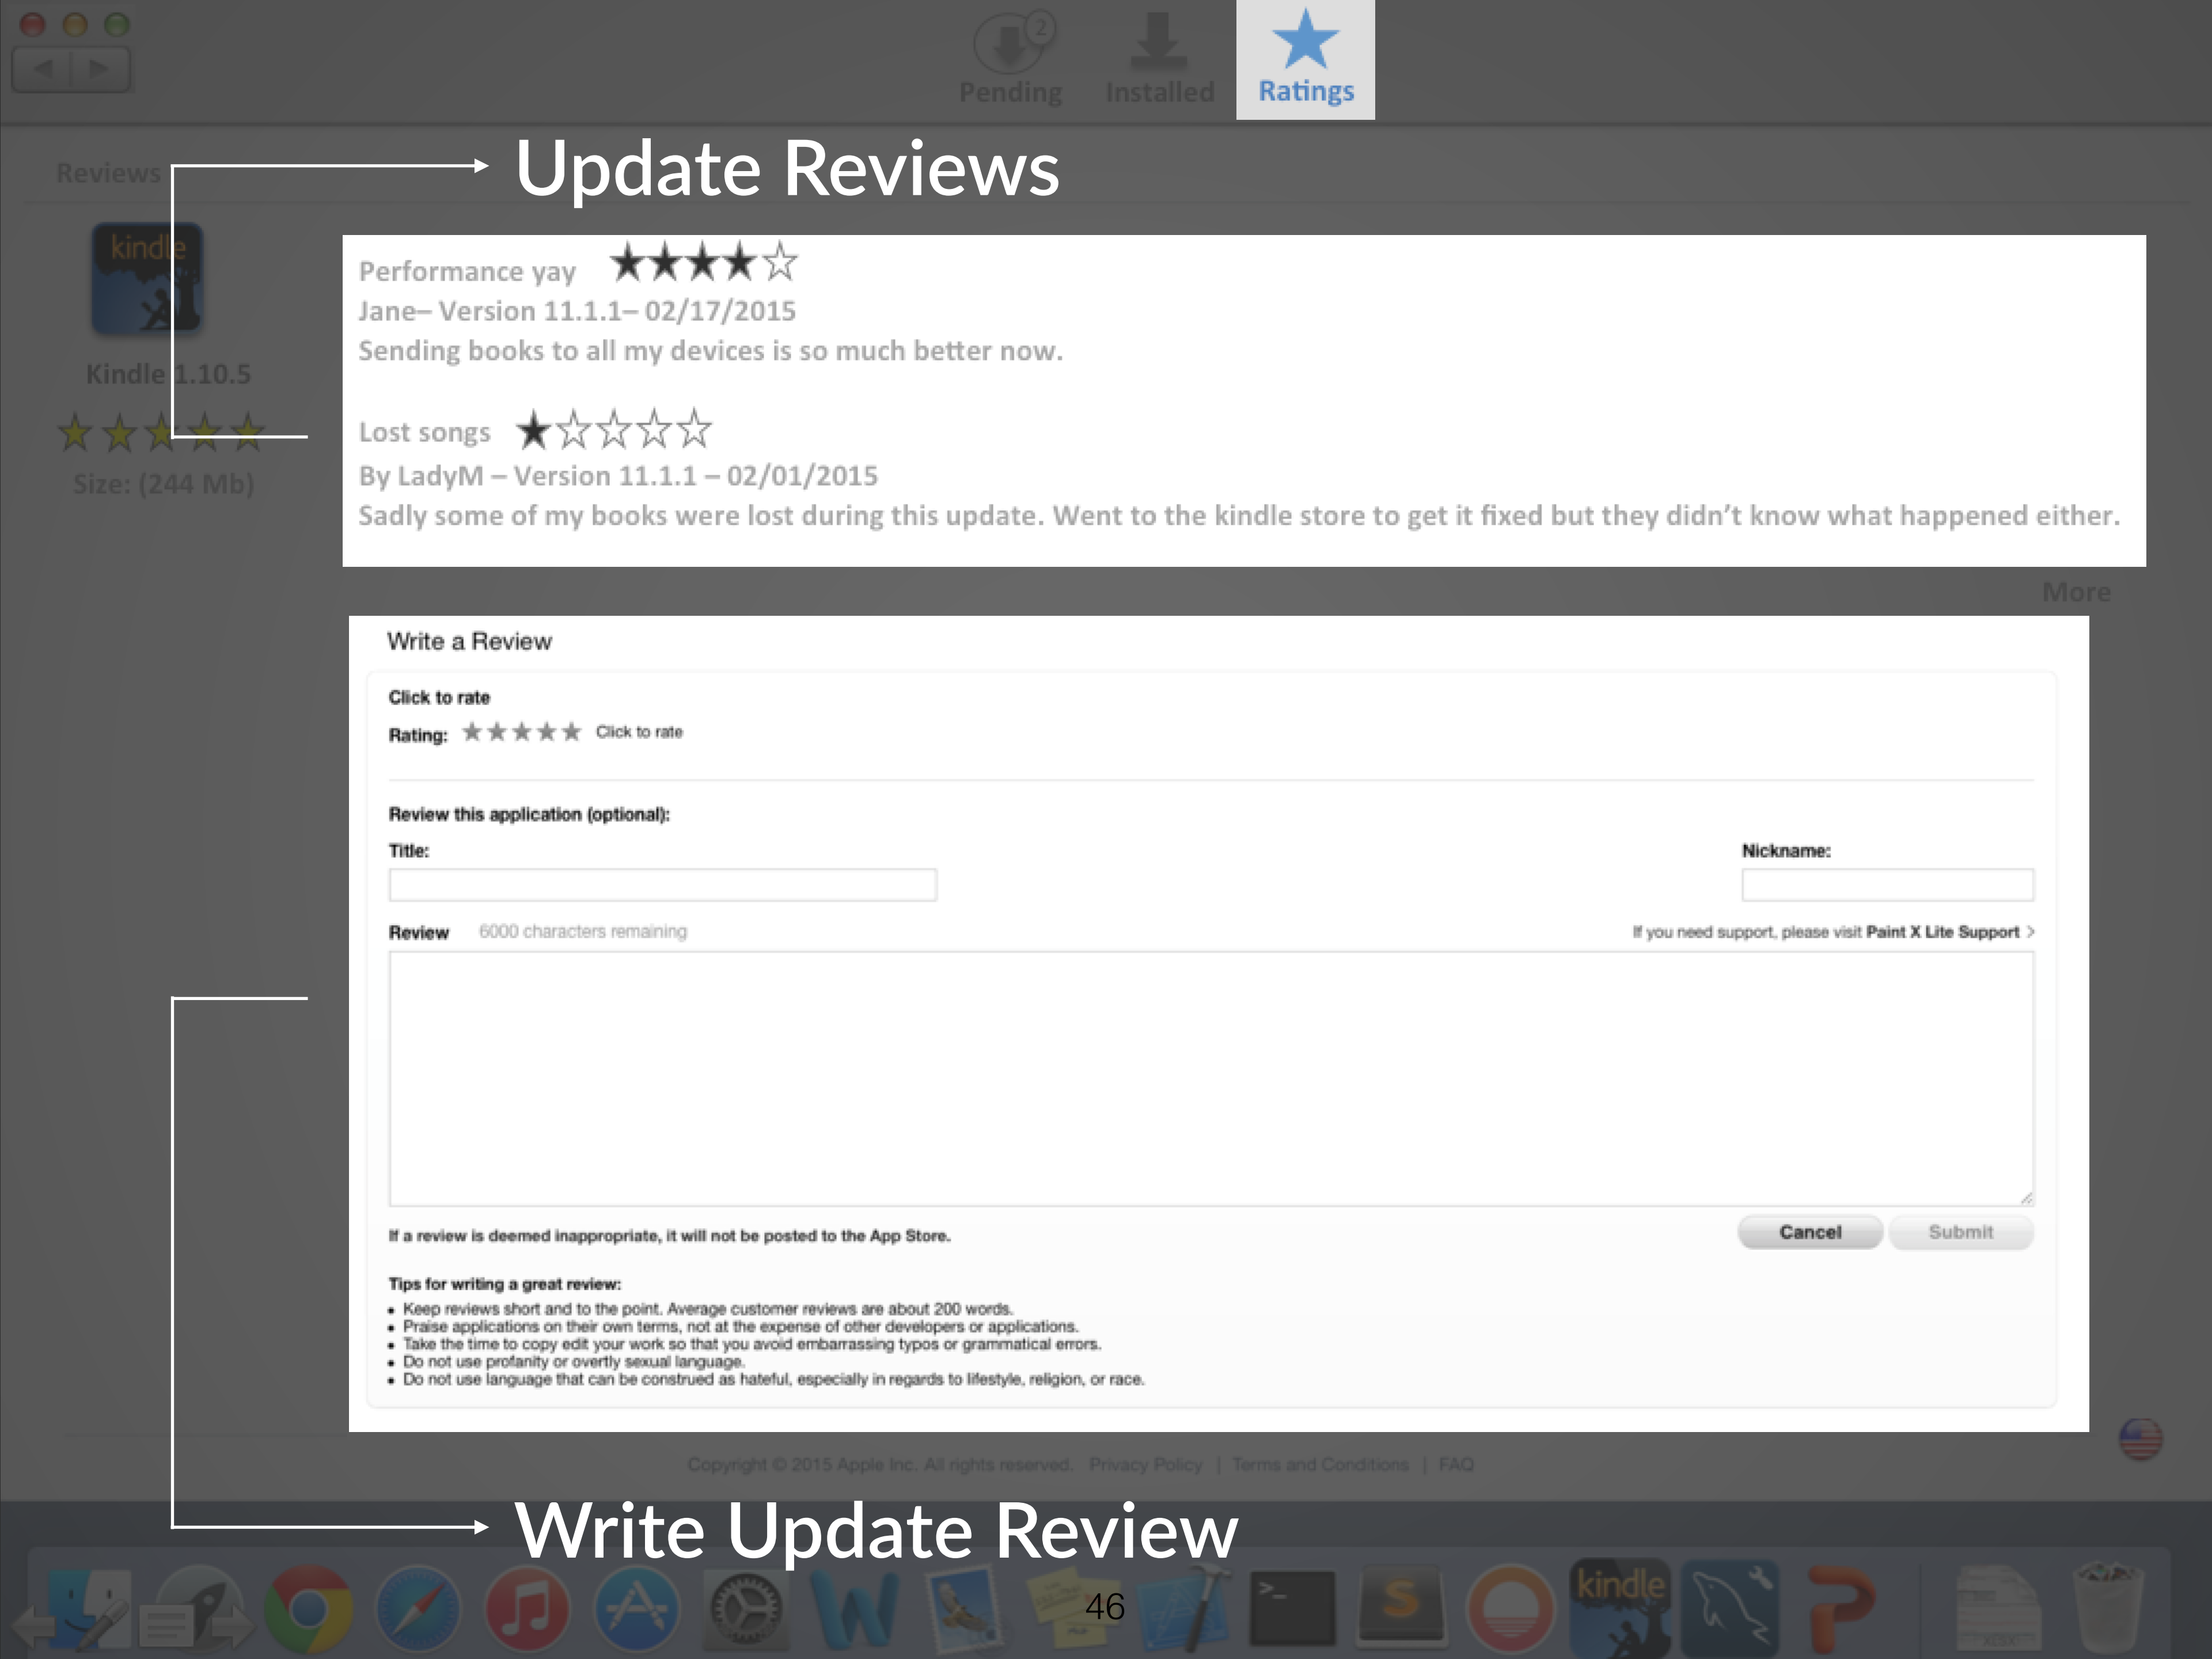 2
Pending Installed Ratings
Update Reviews
Reviews
kindle
Kindle 1.10.5
Size: (244 Mb)
Performance yay
Jane– Version 11.1.1– 02/17/2015
Sending books to all my devices is so much better now.
Lost songs
By LadyM – Version 11.1.1 – 02/01/2015
Sadly some of my books were lost during this update. Went to the kindle store to get it fixed but they didn’t know what happened either.
More
Write a Review
Click to rate
Rating: Click to rate
Review this application (optional):
Title: Nickname:
Review 6000 characters remaining If you need support, please visit Paint X Lite Support >
If a review is deemed inappropriate, it will not be posted to the App Store.
Cancel Submit
Tips for writing a great review:
• Keep reviews short and to the point. Average customer reviews are about 200 words.
• Praise applications on their own terms, not at the expense of other developers or applications.
• Take the time to copy edit your work so that you avoid embarrassing typos or grammatical errors.
• Do not use profanity or overtly sexual language.
• Do not use language that can be construed as hateful, especially in regards to lifestyle, religion, or race.
Copyright © 2015 Apple Inc. All rights reserved. Privacy Policy | Terms and Conditions | FAQ
Write Update Review
kindle
46
XLSX